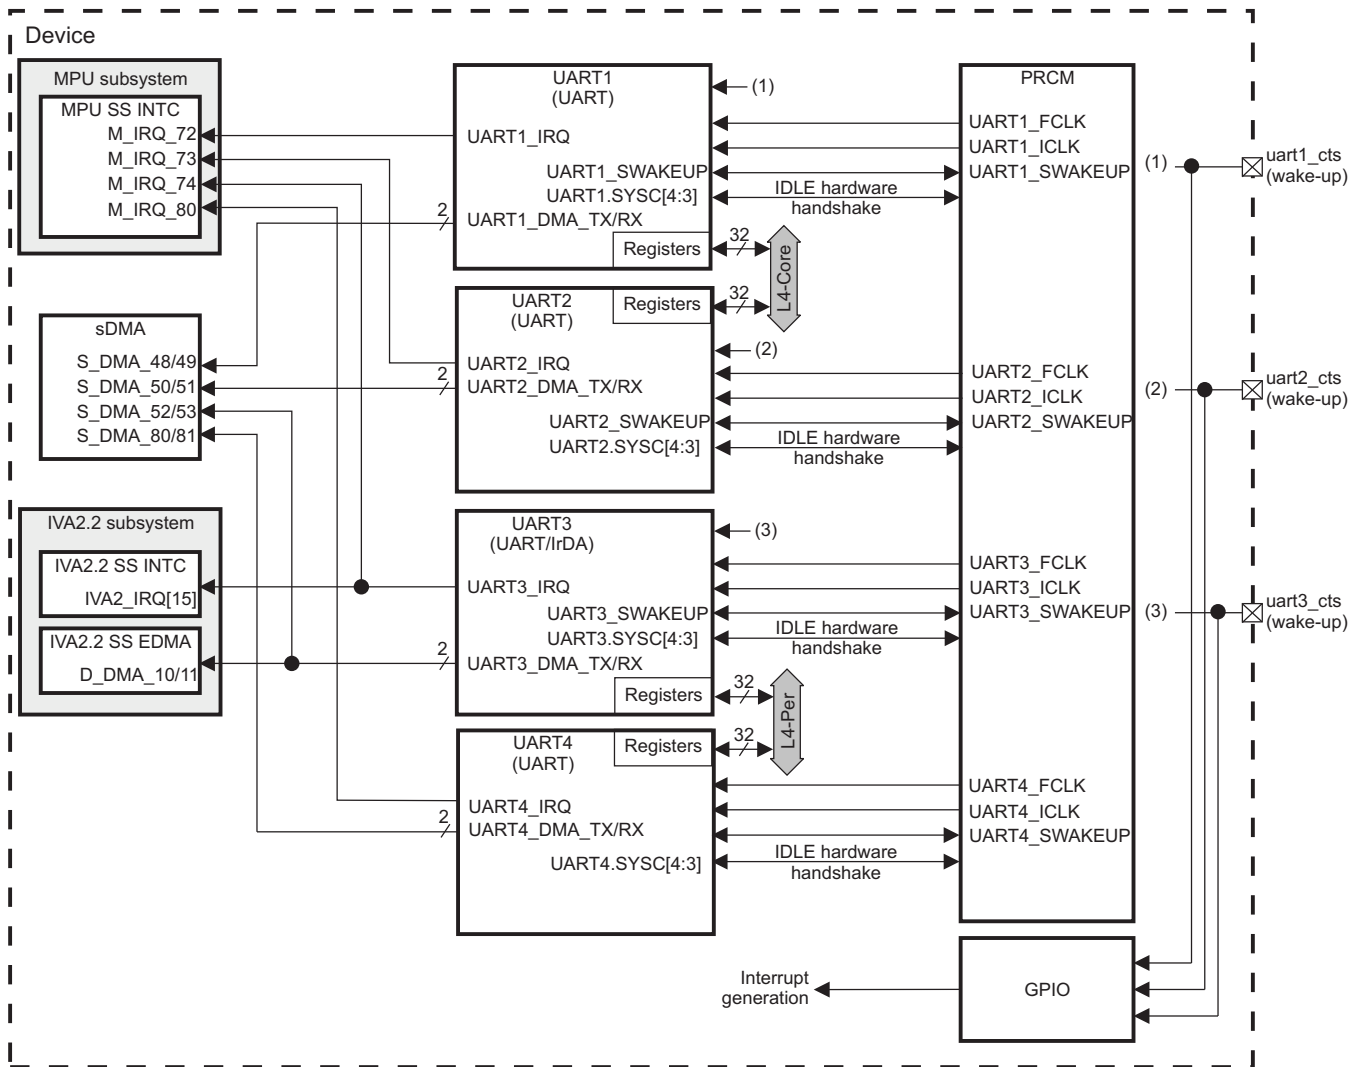 Device
MPU subsystem
MPU SS INTC
M_IRQ_72
M_IRQ_73
M_IRQ_74
M_IRQ_80
sDMA
S_DMA_48/49
S_DMA_50/51
S_DMA_52/53
S_DMA_80/81
IVA2.2 subsystem
IVA2.2 SS INTC
IVA2_IRQ[15]
IVA2.2 SS EDMA
D_DMA_10/11
UART1
(UART)
(1)
UART1_IRQ
UART1_SWAKEUP
UART1.SYSC[4:3]
2
UART1_DMA_TX/RX
Registers
32
IDLE hardware
handshake
L4-Core
UART2
(UART)
Registers
32
(2)
UART2_IRQ
2
UART2_DMA_TX/RX
UART2_SWAKEUP
UART2.SYSC[4:3]
IDLE hardware
handshake
UART3
(UART/IrDA)
(3)
UART3_IRQ
UART3_SWAKEUP
UART3.SYSC[4:3]
2
UART3_DMA_TX/RX
Registers
32
IDLE hardware
handshake
L4-Per
UART4
(UART)
Registers
32
UART4_IRQ
2
UART4_DMA_TX/RX
UART4.SYSC[4:3]
IDLE hardware
handshake
PRCM
UART1_FCLK
UART1_ICLK
UART1_SWAKEUP
UART2_FCLK
UART2_ICLK
UART2_SWAKEUP
UART3_FCLK
UART3_ICLK
UART3_SWAKEUP
UART4_FCLK
UART4_ICLK
UART4_SWAKEUP
(1)
uart1_cts
(wake-up)
(2)
uart2_cts
(wake-up)
(3)
uart3_cts
(wake-up)
Interrupt
generation
GPIO